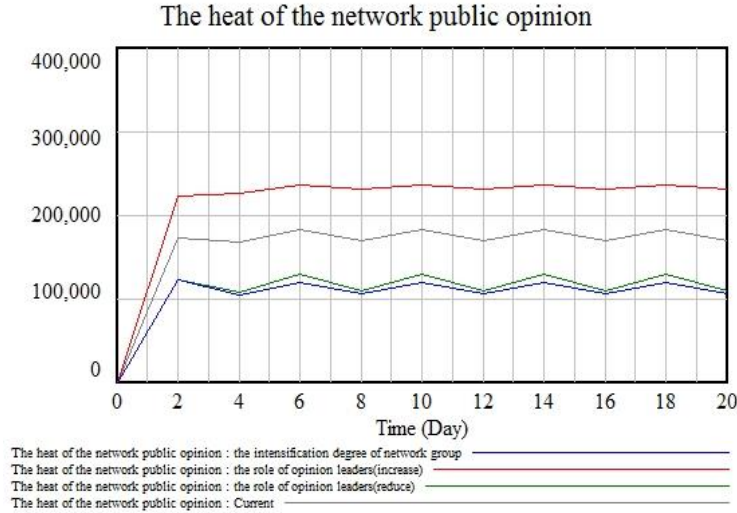 The heat of the network public opinion
400,000
300,000
200,000
100,000
0
0 2 4 6 8 10 12 14 16 18 20
Time (Day)
The heat of the network public opinion : the intensification degree of network group
The heat of the network public opinion : the role of opinion leaders(increase)
The heat of the network public opinion : the role of opinion leaders(reduce)
The heat of the network public opinion : Current